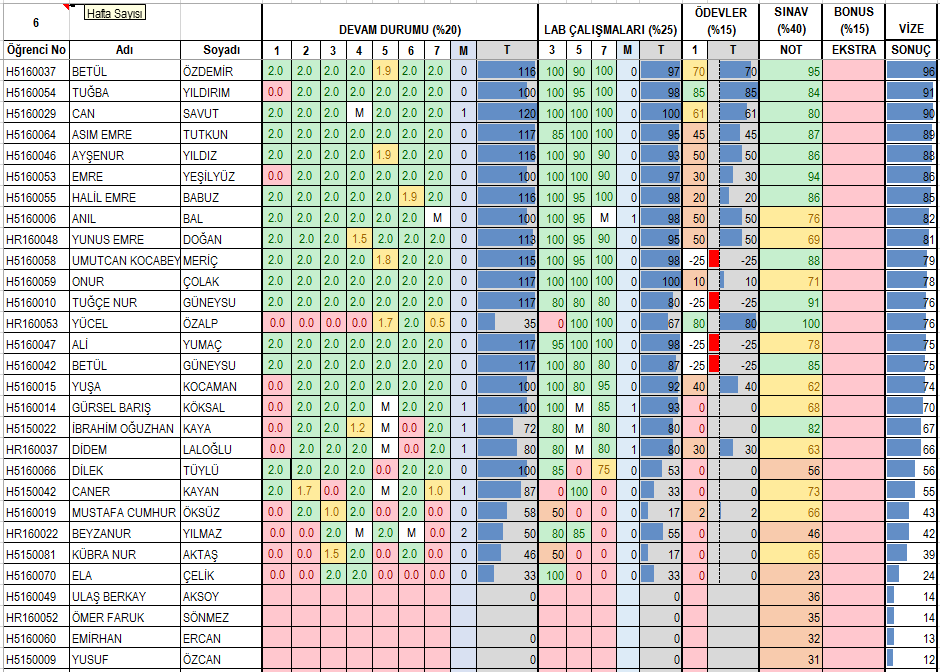 6 Hafta Sayısı DEVAM DURUMU (%20) LAB ÇALIŞMALARI (%25) ÖDEVLER (%15) SINAV (%40) BONUS (%15) VİZE
Öğrenci No Adı Soyadı 1 2 3 4 5 6 7 M T 3 5 7 M T 1 T NOT EKSTRA SONUÇ
H5160037 BETÜL ÖZDEMİR 2.0 2.0 2.0 2.0 1.9 2.0 2.0 0 116 100 90 100 0 97 70 70 95 96
H5160054 TUĞBA YILDIRIM 0.0 2.0 2.0 2.0 2.0 2.0 2.0 0 100 100 95 100 0 98 85 85 84 91
H5160029 CAN SAVUT 2.0 2.0 2.0 M 2.0 2.0 2.0 1 120 100 100 100 0 100 61 61 80 90
H5160064 ASIM EMRE TUTKUN 2.0 2.0 2.0 2.0 2.0 2.0 2.0 0 117 85 100 100 0 95 45 45 87 89
H5160046 AYŞENUR YILDIZ 2.0 2.0 2.0 2.0 1.9 2.0 2.0 0 116 100 90 90 0 93 50 50 86 88
H5160053 EMRE YEŞİLYÜZ 0.0 2.0 2.0 2.0 2.0 2.0 2.0 0 100 100 100 90 0 97 30 30 94 86
H5160055 HALİL EMRE BABUZ 2.0 2.0 2.0 2.0 2.0 1.9 2.0 0 116 100 95 100 0 98 20 20 86 85
H5160006 ANIL BAL 2.0 2.0 2.0 2.0 2.0 2.0 M 0 100 100 95 M 1 98 50 50 76 82
HR160048 YUNUS EMRE DOĞAN 2.0 2.0 2.0 1.5 2.0 2.0 2.0 0 113 100 95 90 0 95 50 50 69 81
H5160058 UMUTCAN KOCABEY MERİÇ 2.0 2.0 2.0 2.0 1.8 2.0 2.0 0 115 100 95 100 0 98 -25 -25 88 79
H5160059 ONUR ÇOLAK 2.0 2.0 2.0 2.0 2.0 2.0 2.0 0 117 100 100 100 0 100 10 10 71 78
H5160010 TUĞÇE NUR GÜNEYSU 2.0 2.0 2.0 2.0 2.0 2.0 2.0 0 117 80 80 80 0 80 -25 -25 91 76
HR160053 YÜCEL ÖZALP 0.0 0.0 0.0 0.0 1.7 2.0 0.5 0 35 0 100 100 0 67 80 80 100 76
H5160047 ALİ YUMAÇ 2.0 2.0 2.0 2.0 2.0 2.0 2.0 0 117 95 100 100 0 98 -25 -25 78 75
H5160042 BETÜL GÜNEYSU 2.0 2.0 2.0 2.0 2.0 2.0 2.0 0 117 100 80 80 0 87 -25 -25 85 75
H5160015 YUŞA KOCAMAN 0.0 2.0 2.0 2.0 2.0 2.0 2.0 0 100 100 80 95 0 92 40 40 62 74
H5160014 GÜRSEL BARIŞ KÖKSAL 0.0 2.0 2.0 2.0 M 2.0 2.0 1 100 100 M 85 1 93 0 0 68 70
H5150022 İBRAHİM OĞUZHAN KAYA 0.0 2.0 2.0 1.2 M 0.0 2.0 1 72 80 M 80 1 80 0 0 82 67
HR160037 DİDEM LALOĞLU 0.0 2.0 2.0 2.0 M 0.0 2.0 1 80 80 M 80 1 80 30 30 63 66
H5160066 DİLEK TÜYLÜ 2.0 2.0 2.0 2.0 0.0 2.0 2.0 0 100 85 0 75 0 53 0 0 56 56
H5150042 CANER KAYAN 2.0 1.7 0.0 2.0 M 2.0 1.0 1 87 0 100 0 0 33 0 0 73 55
H5160019 MUSTAFA CUMHUR ÖKSÜZ 0.0 2.0 1.0 2.0 0.0 2.0 0.0 0 58 50 0 0 0 17 2 2 66 43
HR160022 BEYZANUR YILMAZ 0.0 0.0 2.0 M 2.0 M 0.0 2 50 80 85 0 0 55 0 0 46 42
H5150081 KÜBRA NUR AKTAŞ 0.0 0.0 1.5 2.0 0.0 2.0 0.0 0 46 50 0 0 0 17 0 0 65 39
H5160070 ELA ÇELİK 0.0 0.0 2.0 2.0 0.0 0.0 0.0 0 33 100 0 0 0 33 0 0 23 24
H5160049 ULAŞ BERKAY AKSOY 0 0 36 14
HR160052 ÖMER FARUK SÖNMEZ 35 14
H5160060 EMİRHAN ERCAN 0 0 32 13
H5150009 YUSUF ÖZCAN 0 0 31 12